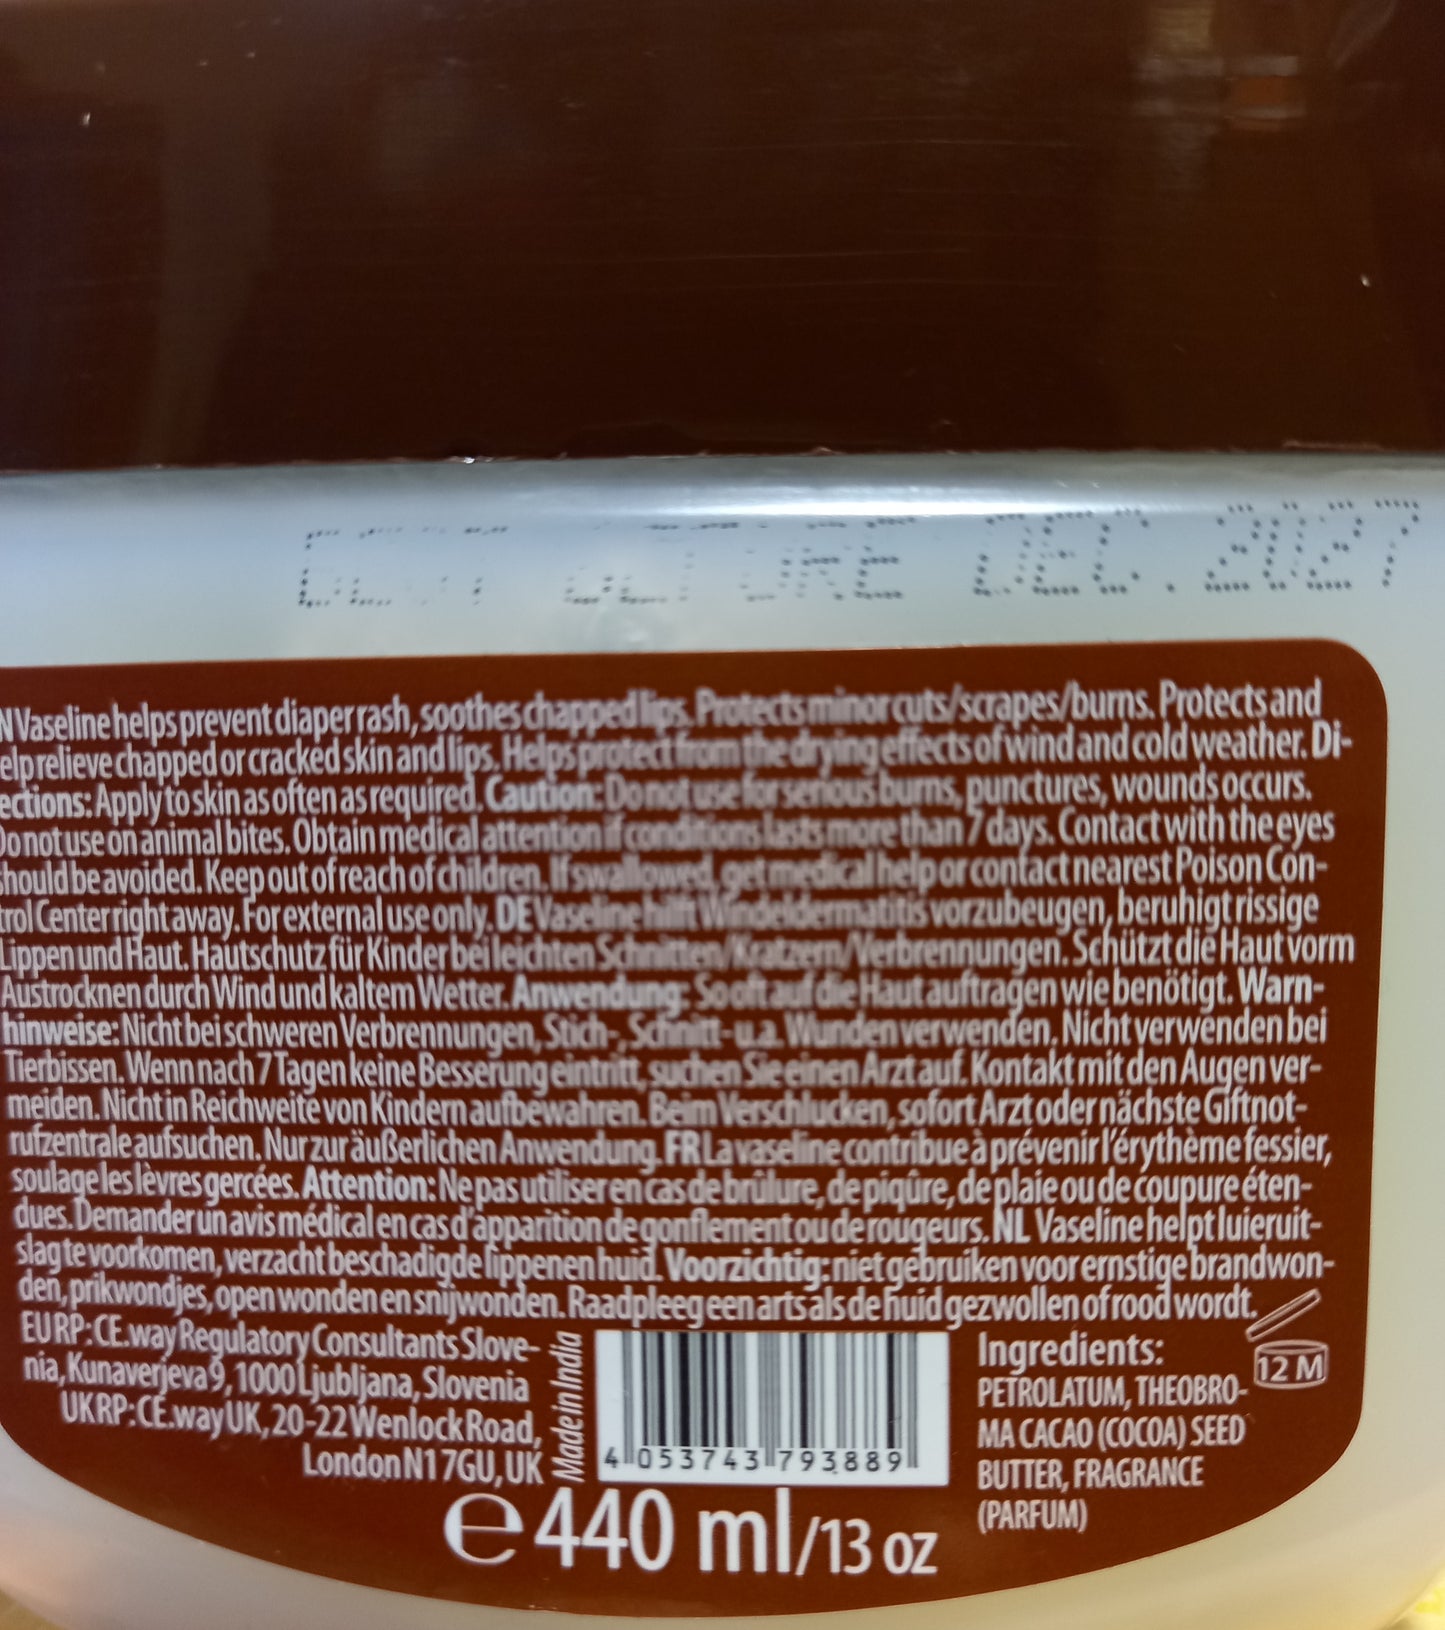 BEST BEFORE DEC. 2027
N Vaseline helps prevent diaper rash, soothes chapped lips. Protects minor cuts/scrapes/burns. Protects and
elp relieve chapped or cracked skin and lips. Helps protect from the drying effects of wind and cold weather. Di-
ections: Apply to skin as often as required. Caution: Do not use for serious burns, punctures, wounds occurs.
Do not use on animal bites. Obtain medical attention if conditions lasts more than 7 days. Contact with the eyes
should be avoided. Keep out of reach of children. If swallowed, get medical help or contact nearest Poison Con-
trol Center right away. For external use only. DE Vaseline hilft Windeldermatitis vorzubeugen, beruhigt rissige
Lippen und Haut. Hautschutz für Kinder bei leichten Schnitten/Kratzern/Verbrennungen. Schützt die Haut vorm
Austrocknen durch Wind und kaltem Wetter. Anwendung: So oft auf die Haut auftragen wie benötigt. Warn-
hinweise: Nicht bei schweren Verbrennungen, Stich-, Schnitt- u.a. Wunden verwenden. Nicht verwenden bei
Tierbissen. Wenn nach 7 Tagen keine Besserung eintritt, suchen Sie einen Arzt auf. Kontakt mit den Augen ver-
meiden. Nicht in Reichweite von Kindern aufbewahren. Beim Verschlucken, sofort Arzt oder nächste Giftnot-
rufzentrale aufsuchen. Nur zur äußerlichen Anwendung. FR La vaseline contribue à prévenir l'érythème fessier,
soulage les lèvres gercées. Attention: Ne pas utiliser en cas de brûlure, de piqûre, de plaie ou de coupure éten-
dues. Demander un avis médical en cas d'apparition de gonflement ou de rougeurs. NL Vaseline helpt luieruit-
slag te voorkomen, verzacht beschadigde lippen en huid. Voorzichtig: niet gebruiken voor ernstige brandwon-
den, prikwondjes, open wonden en snijwonden. Raadpleeg een arts als de huid gezwollen of rood wordt.
EU RP: CE.way Regulatory Consultants Slove-
nia, Kunaverjeva 9, 1000 Ljubljana, Slovenia
UK RP: CE.way UK, 20-22 Wenlock Road,
London N1 7GU, UK
Made in India
4 053743 793889
Ingredients:
PETROLATUM, THEOBRO-
MA CACAO (COCOA) SEED
BUTTER, FRAGRANCE
(PARFUM)
12 M
e 440 ml/13 oz